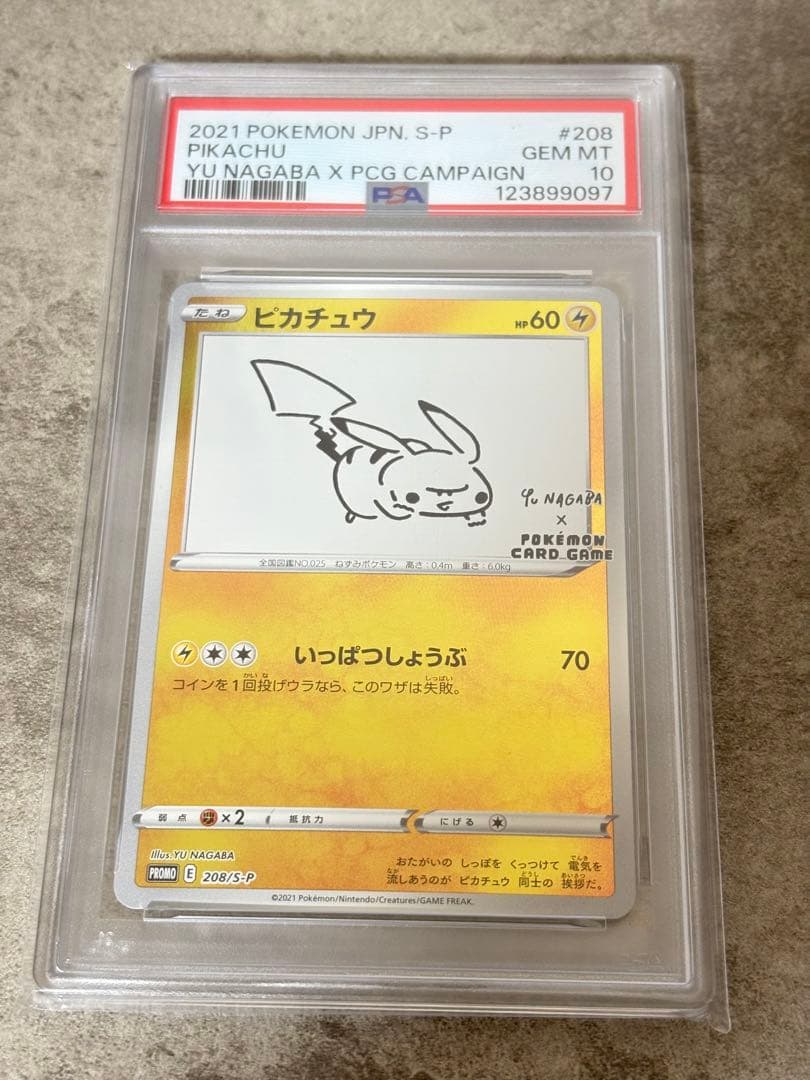 2021 POKEMON JPN. S-P #208
PIKACHU GEM MT
YU NAGABA X PCG CAMPAIGN 10
PSA 123899097
たね ピカチュウ HP60
YU NAGABA
×
POKÉMON
CARD GAME
全国図鑑NO.025 ねずみポケモン 高さ:0.4m 重さ:6.0kg
いっぱつしょうぶ 70
コインを1回投げウラなら、このワザは失敗。
弱点 ×2 抵抗力 にげる
Illus. YU NAGABA
PROMO E 208/S-P
おたがいの しっぽを くっつけて 電気を
流しあうのが ピカチュウ 同士の 挨拶だ。
©2021 Pokémon/Nintendo/Creatures/GAME FREAK.